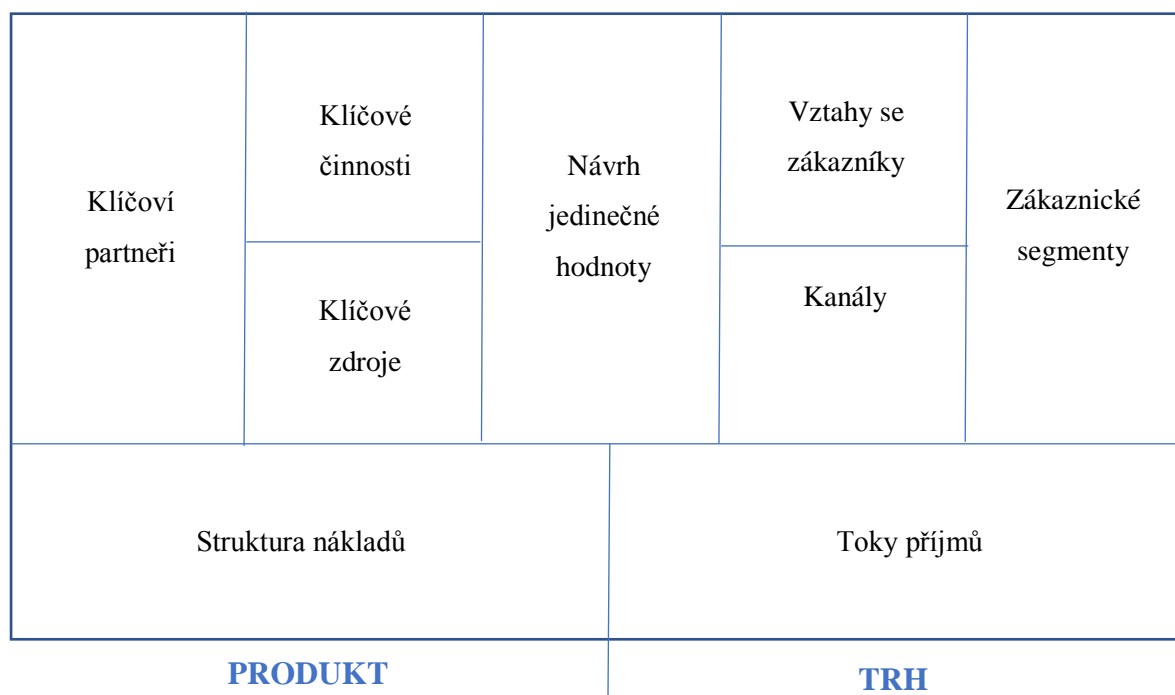 Klíčoví
partneři
Klíčové
činnosti
Klíčové
zdroje
Návrh
jedinečné
hodnoty
Vztahy se
zákazníky
Kanály
Zákaznické
segmenty
Struktura nákladů
Toky příjmů
PRODUKT
TRH